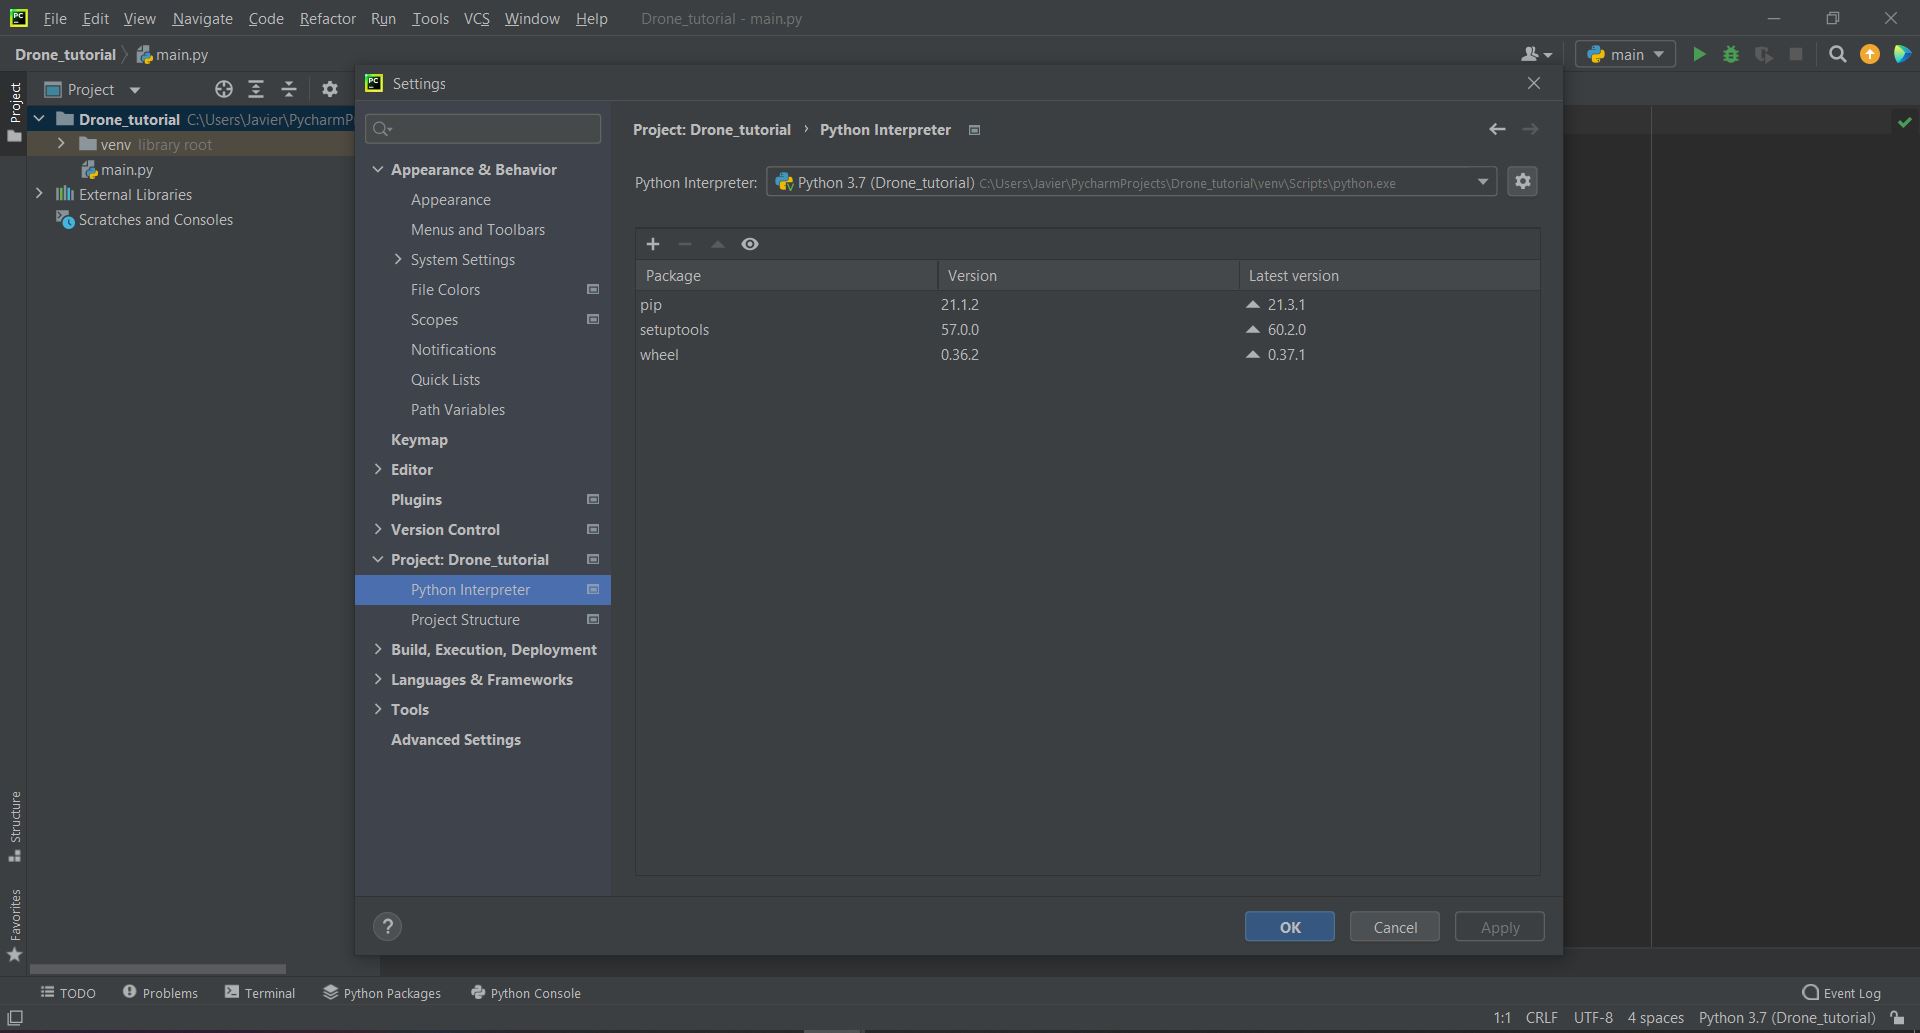 File Edit View Navigate Code Refactor Run Tools VCS Window Help Drone_tutorial - main.py
Drone_tutorial main.py
main
Project
Project
Drone_tutorial C:\Users\Javier\PycharmP
venv library root
main.py
External Libraries
Scratches and Consoles
Structure
Favorites
PC Settings
Appearance & Behavior
Appearance
Menus and Toolbars
System Settings
File Colors
Scopes
Notifications
Quick Lists
Path Variables
Keymap
Editor
Plugins
Version Control
Project: Drone_tutorial
Python Interpreter
Project Structure
Build, Execution, Deployment
Languages & Frameworks
Tools
Advanced Settings
Project: Drone_tutorial › Python Interpreter
Python Interpreter: Python 3.7 (Drone_tutorial) C:\Users\Javier\PycharmProjects\Drone_tutorial\venv\Scripts\python.exe
Package Version Latest version
pip 21.1.2 21.3.1
setuptools 57.0.0 60.2.0
wheel 0.36.2 0.37.1
? OK Cancel Apply
TODO Problems Terminal Python Packages Python Console Event Log
1:1 CRLF UTF-8 4 spaces Python 3.7 (Drone_tutorial)